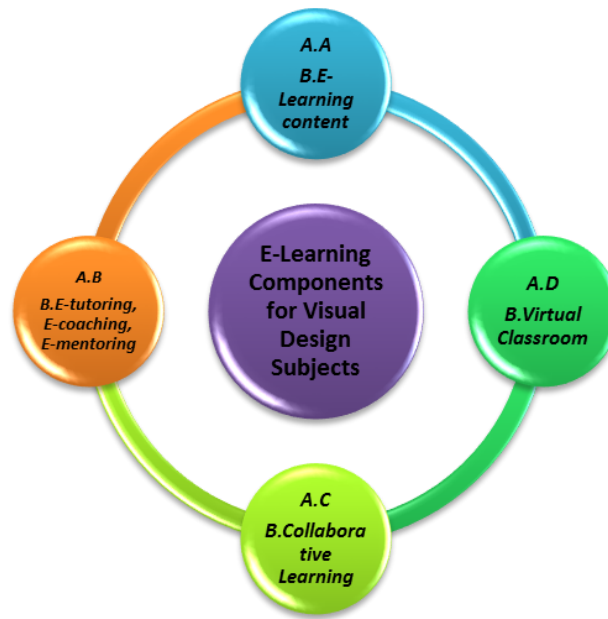 A.A
B.E-
Learning
content
E-Learning
Components
for Visual
Design
Subjects
A.B
B.E-tutoring,
E-coaching,
E-mentoring
A.D
B.Virtual
Classroom
A.C
B.Collabora
tive
Learning